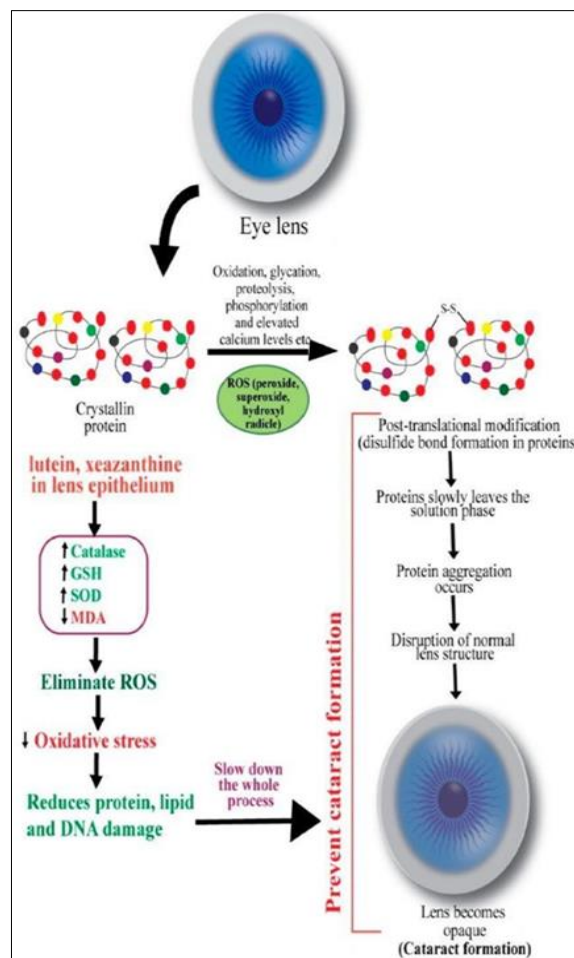 Eye lens
Oxidation, glycation,
proteolysis,
phosphorylation
and elevated
calcium levels etc
S-S
ROS (peroxide,
superoxide,
hydroxyl
radicle)
Crystallin
protein
Post-translational modification
(disulfide bond formation in proteins)
Proteins slowly leaves the
solution phase
Protein aggregation
occurs
Disruption of normal
lens structure
Lens becomes
opaque
(Cataract formation)
lutein, xeazanthine
in lens epithelium
↑ Catalase
↑ GSH
↑ SOD
↓ MDA
Eliminate ROS
↓ Oxidative stress
Reduces protein, lipid
and DNA damage
Slow down
the whole
process
Prevent cataract formation